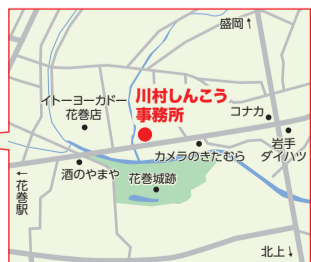 盛岡↑
川村しんこう
事務所
イトーヨーカドー
花巻店
コナカ
カメラのきたむら
岩手
ダイハツ
酒のやまや
花巻城跡
←花巻駅
北上↓